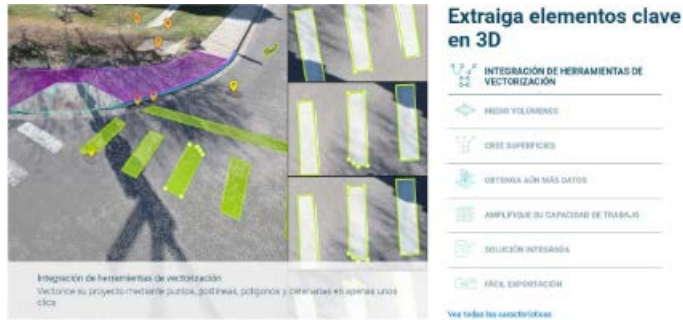 Extraiga elementos clave
en 3D
INTEGRACIÓN DE HERRAMIENTAS DE
VECTORIZACIÓN
MEDIR VOLÚMENES
CREE SUPERFICIES
OBTENGA AÚN MÁS DATOS
AMPLIFIQUE SU CAPACIDAD DE TRABAJO
SOLUCIÓN INTEGRADA
FÁCIL EXPORTACIÓN
Vea todas las características
Integración de herramientas de vectorización
Vectorice su proyecto mediante puntos, polilíneas, polígonos y catenarias en apenas unos
clics